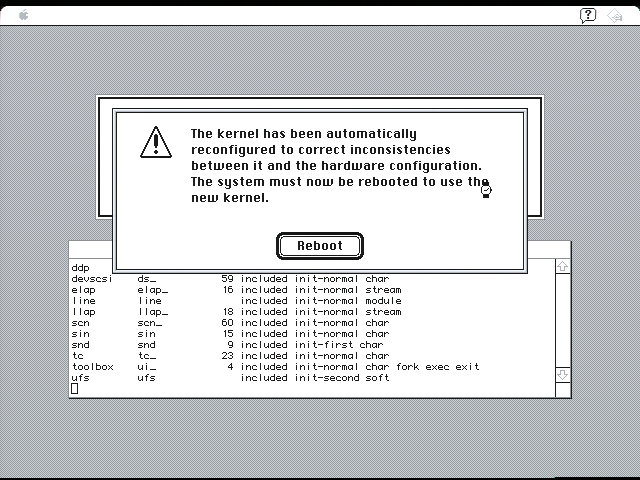 The kernel has been automatically
reconfigured to correct inconsistencies
between it and the hardware configuration.
The system must now be rebooted to use the
new kernel.
Reboot
ddp
devscsi ds_ 59 included init-normal char
elap elap_ 16 included init-normal stream
line line included init-normal module
llap llap_ 18 included init-normal stream
scn scn_ 60 included init-normal char
sin sin 15 included init-normal char
snd snd 9 included init-first char
tc tc_ 23 included init-normal char
toolbox ui_ 4 included init-normal char fork exec exit
ufs ufs included init-second soft